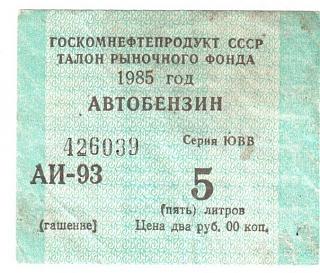 ГОСКОМНЕФТЕПРОДУКТ СССР
ТАЛОН РЫНОЧНОГО ФОНДА
1985 год
АВТОБЕНЗИН
426039 Серия ЮВВ
АИ-93 5
(пять) литров
(гашение) Цена два руб. 00 коп.